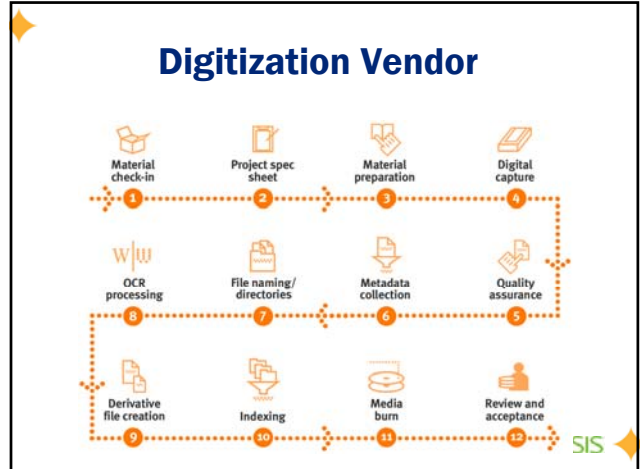 Digitization Vendor
Material
check-in
1
Project spec
sheet
2
Material
preparation
3
Digital
capture
4
Quality
assurance
5
Metadata
collection
6
File naming/
directories
7
W|W
OCR
processing
8
Derivative
file creation
9
Indexing
10
Media
burn
11
Review and
acceptance
12
SIS